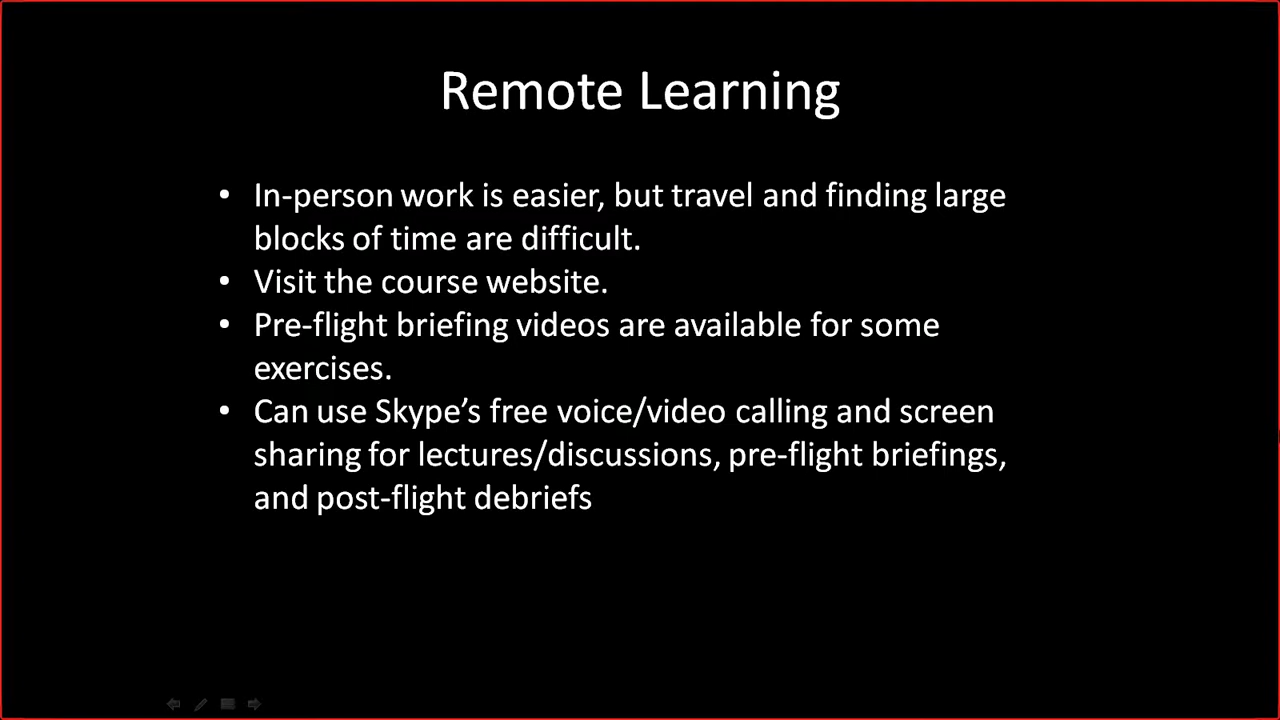 Remote Learning
• In-person work is easier, but travel and finding large
blocks of time are difficult.
• Visit the course website.
• Pre-flight briefing videos are available for some
exercises.
• Can use Skype’s free voice/video calling and screen
sharing for lectures/discussions, pre-flight briefings,
and post-flight debriefs